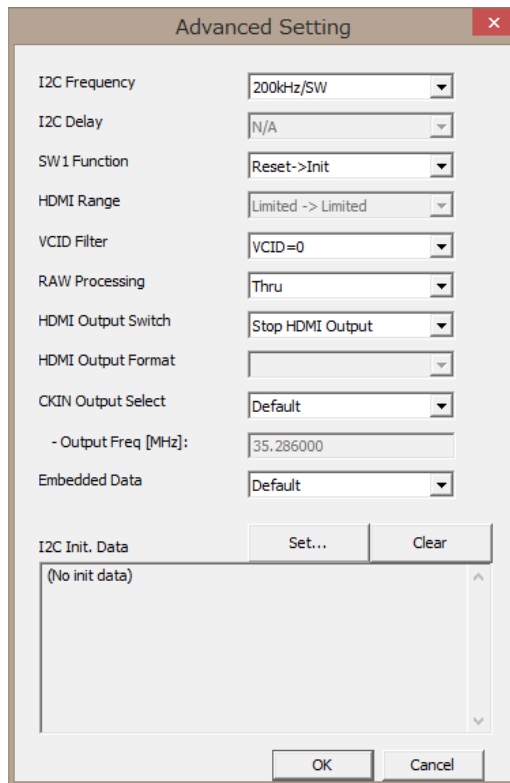 Advanced Setting
I2C Frequency 200kHz/SW
I2C Delay N/A
SW1 Function Reset->Init
HDMI Range Limited -> Limited
VCID Filter VCID=0
RAW Processing Thru
HDMI Output Switch Stop HDMI Output
HDMI Output Format
CKIN Output Select Default
- Output Freq [MHz]: 35.286000
Embedded Data Default
I2C Init. Data Set... Clear
(No init data)
OK Cancel